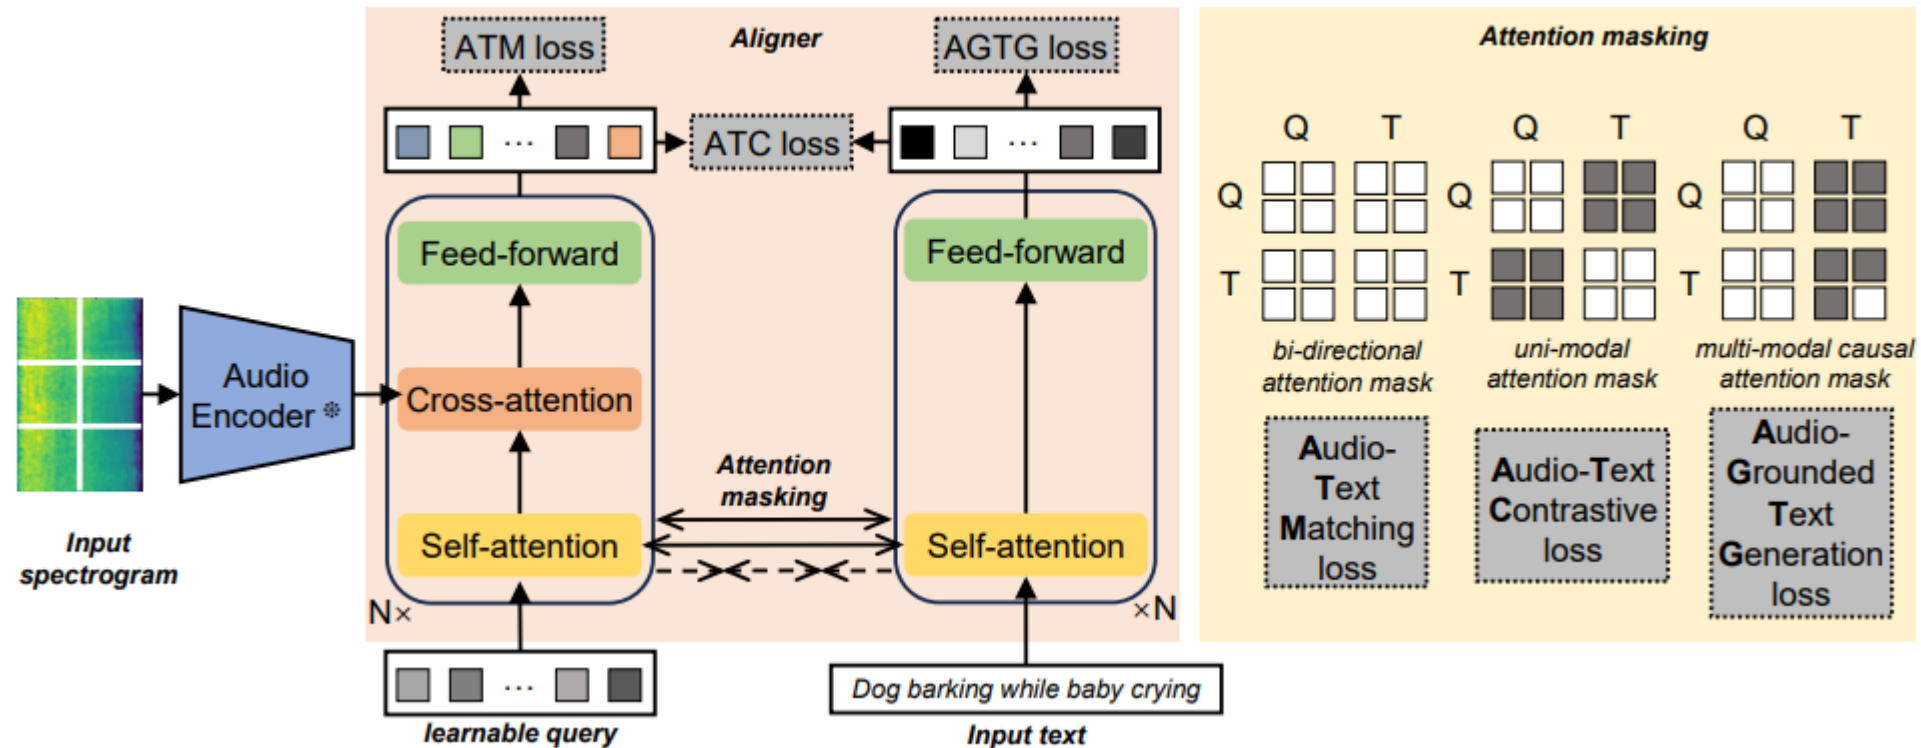 ATM loss
Aligner
AGTG loss
ATC loss
...
...
Feed-forward
Feed-forward
Audio
Encoder ❊
Cross-attention
Attention
masking
Self-attention
Self-attention
Input
spectrogram
N×
×N
...
learnable query
Dog barking while baby crying
Input text
Attention masking
Q T
Q
T
bi-directional
attention mask
Audio-
Text
Matching
loss
Q T
Q
T
uni-modal
attention mask
Audio-Text
Contrastive
loss
Q T
Q
T
multi-modal causal
attention mask
Audio-
Grounded
Text
Generation
loss